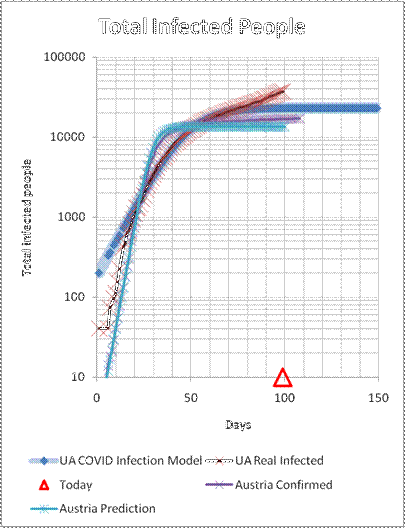 Total Infected People
100000
10000
1000
100
10
Total infected people
0 50 100 150
Days
UA COVID Infection Model UA Real Infected
Today Austria Confirmed
Austria Prediction